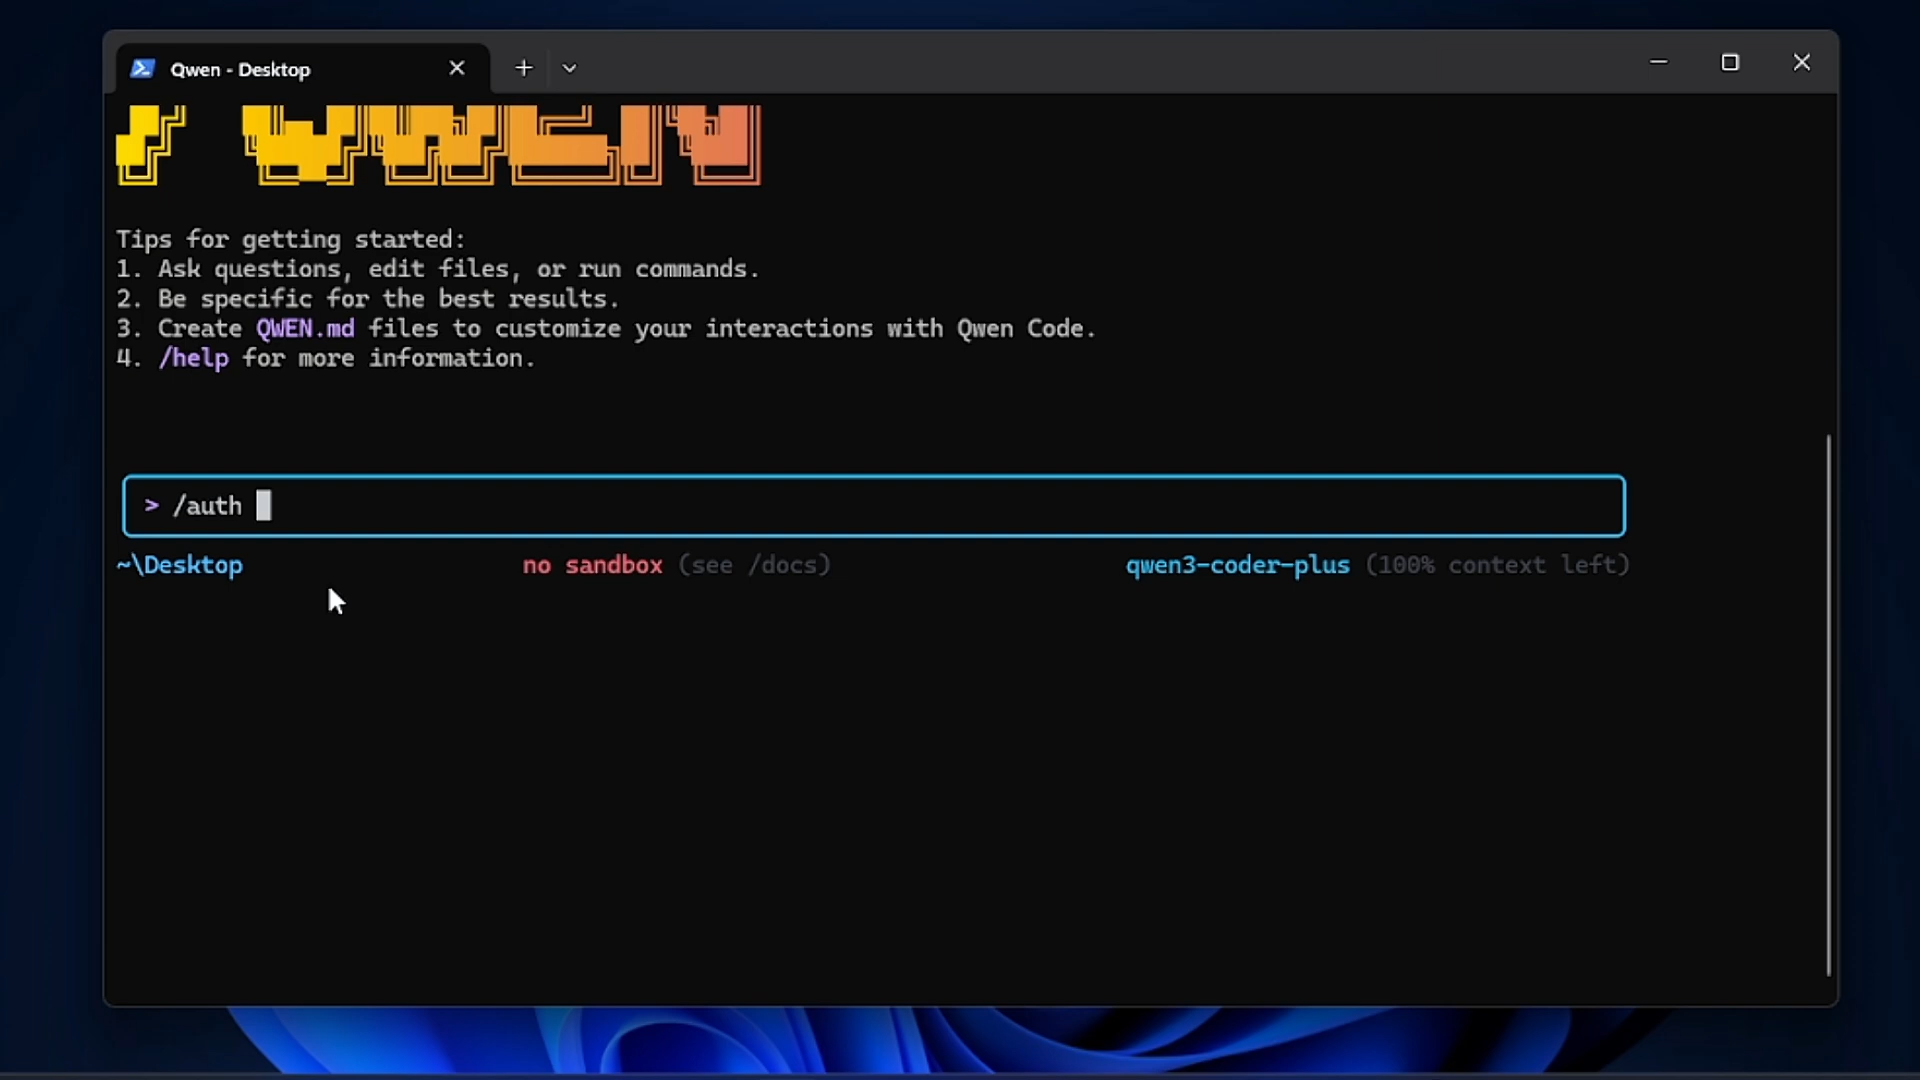 Qwen - Desktop
QWEN
Tips for getting started:
1. Ask questions, edit files, or run commands.
2. Be specific for the best results.
3. Create QWEN.md files to customize your interactions with Qwen Code.
4. /help for more information.
> /auth
~\Desktop no sandbox (see /docs) qwen3-coder-plus (100% context left)